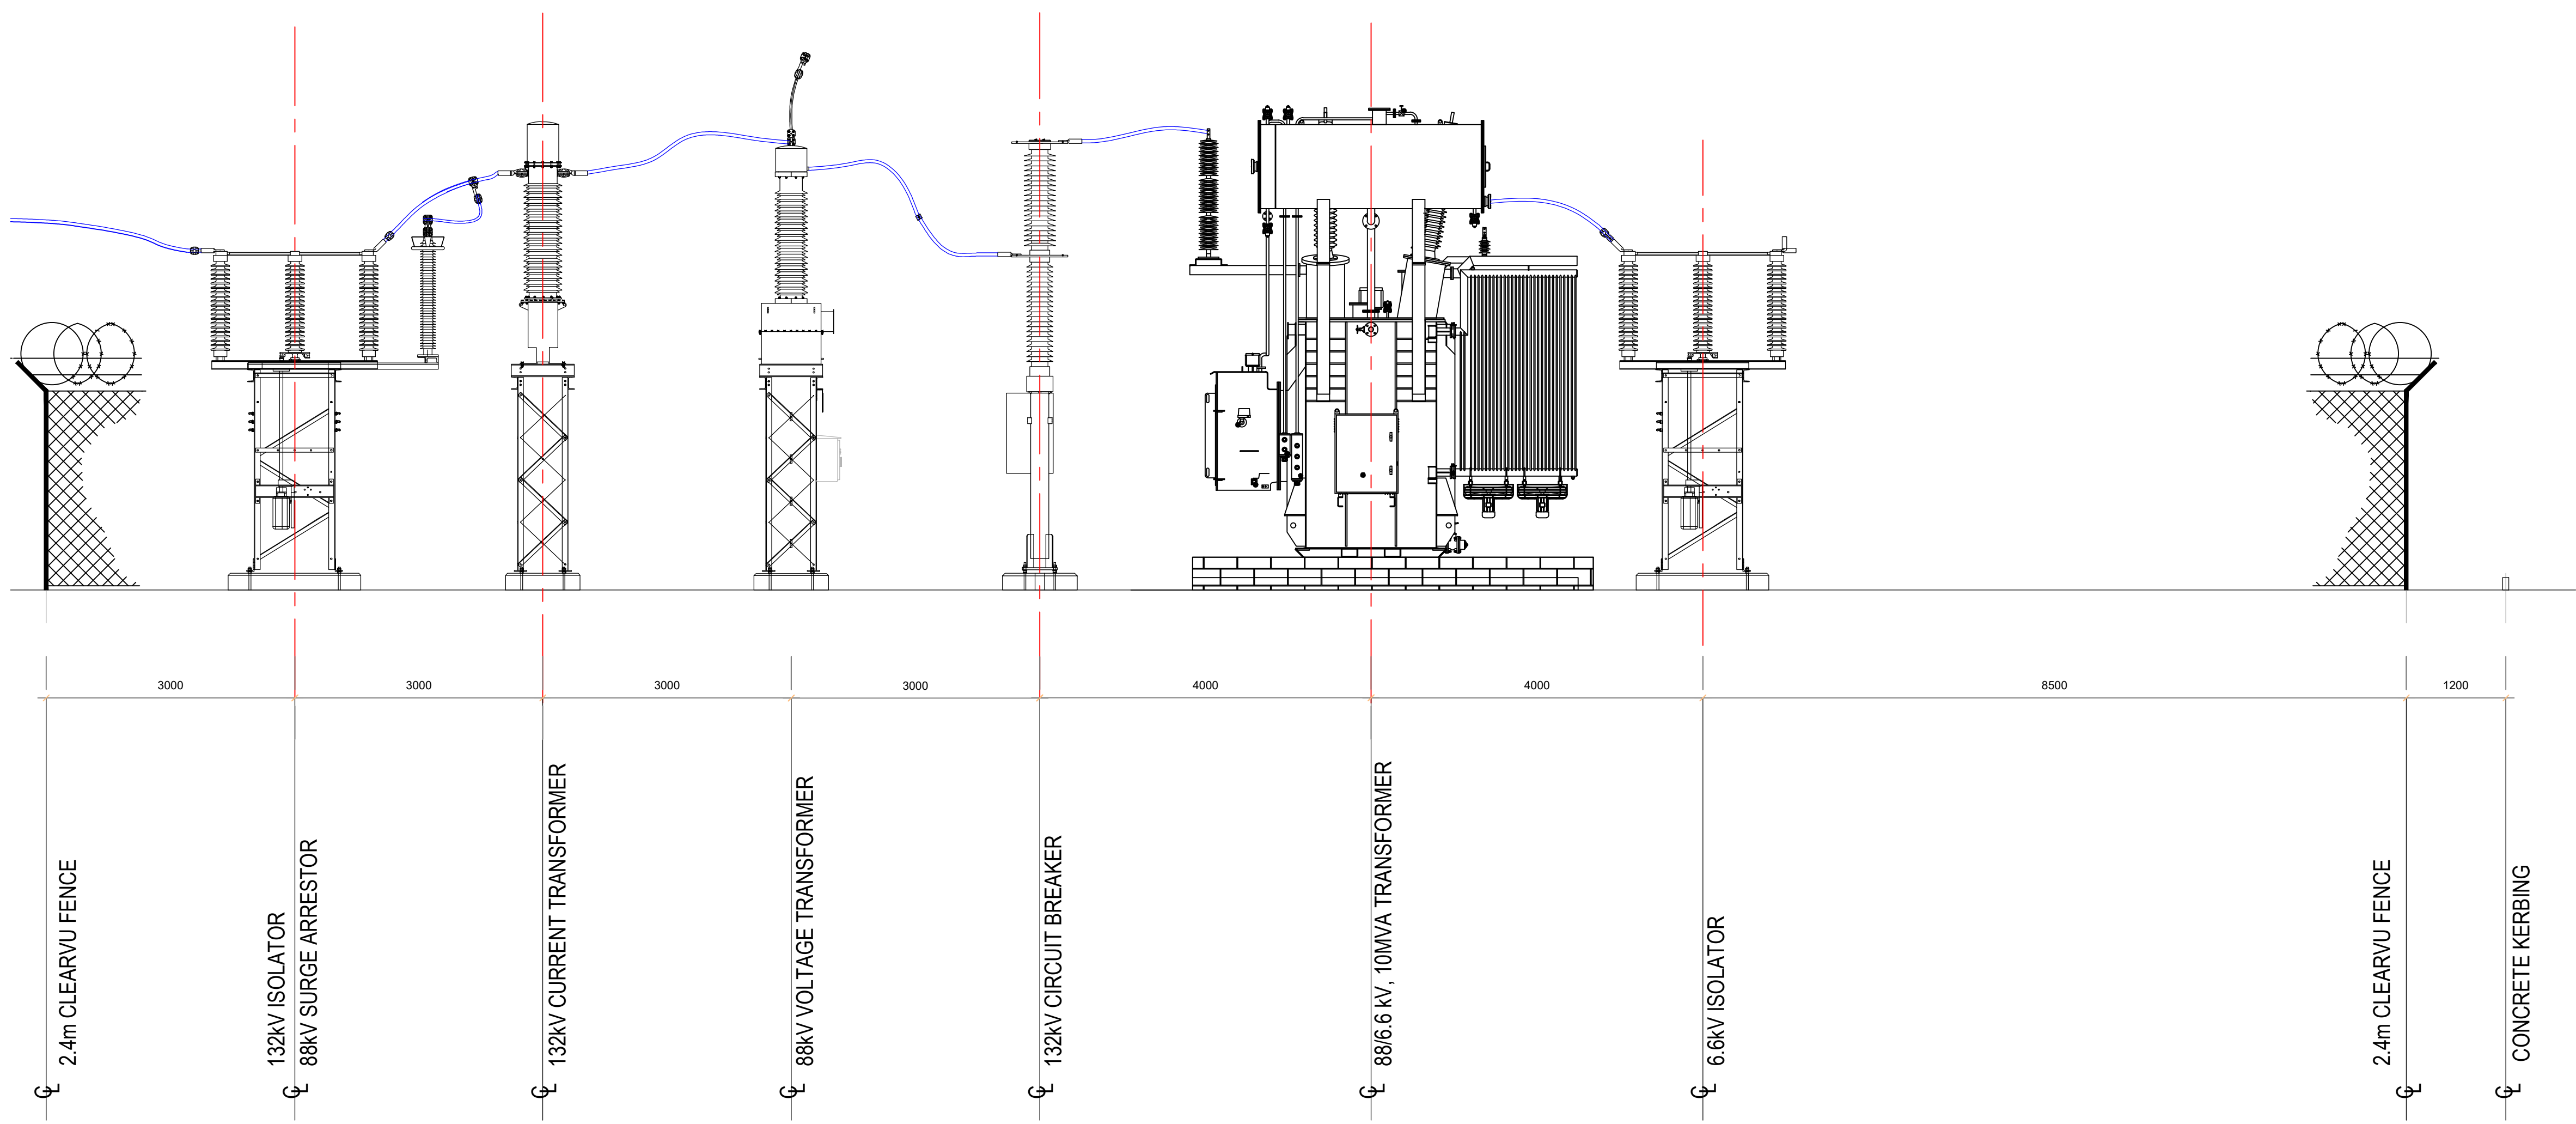 3000
3000
3000
3000
4000
4000
8500
1200
2.4m CLEARVU FENCE
132kV ISOLATOR
88kV SURGE ARRESTOR
132kV CURRENT TRANSFORMER
88kV VOLTAGE TRANSFORMER
132kV CIRCUIT BREAKER
88/6.6 kV, 10MVA TRANSFORMER
6.6kV ISOLATOR
2.4m CLEARVU FENCE
CONCRETE KERBING